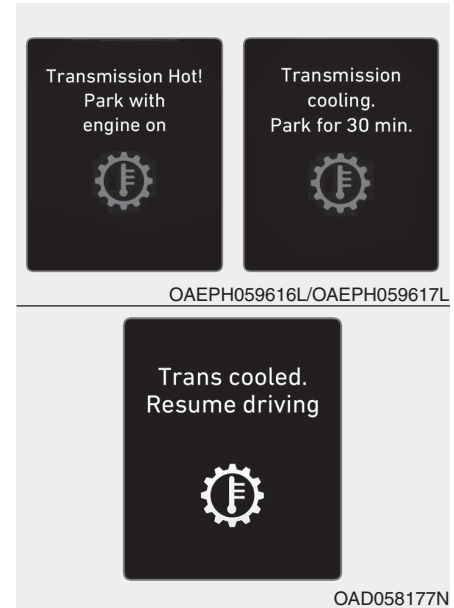 Transmission Hot!
Park with
engine on
Transmission
cooling.
Park for 30 min.
OAEPH059616L/OAEPH059617L
Trans cooled.
Resume driving
OAD058177N